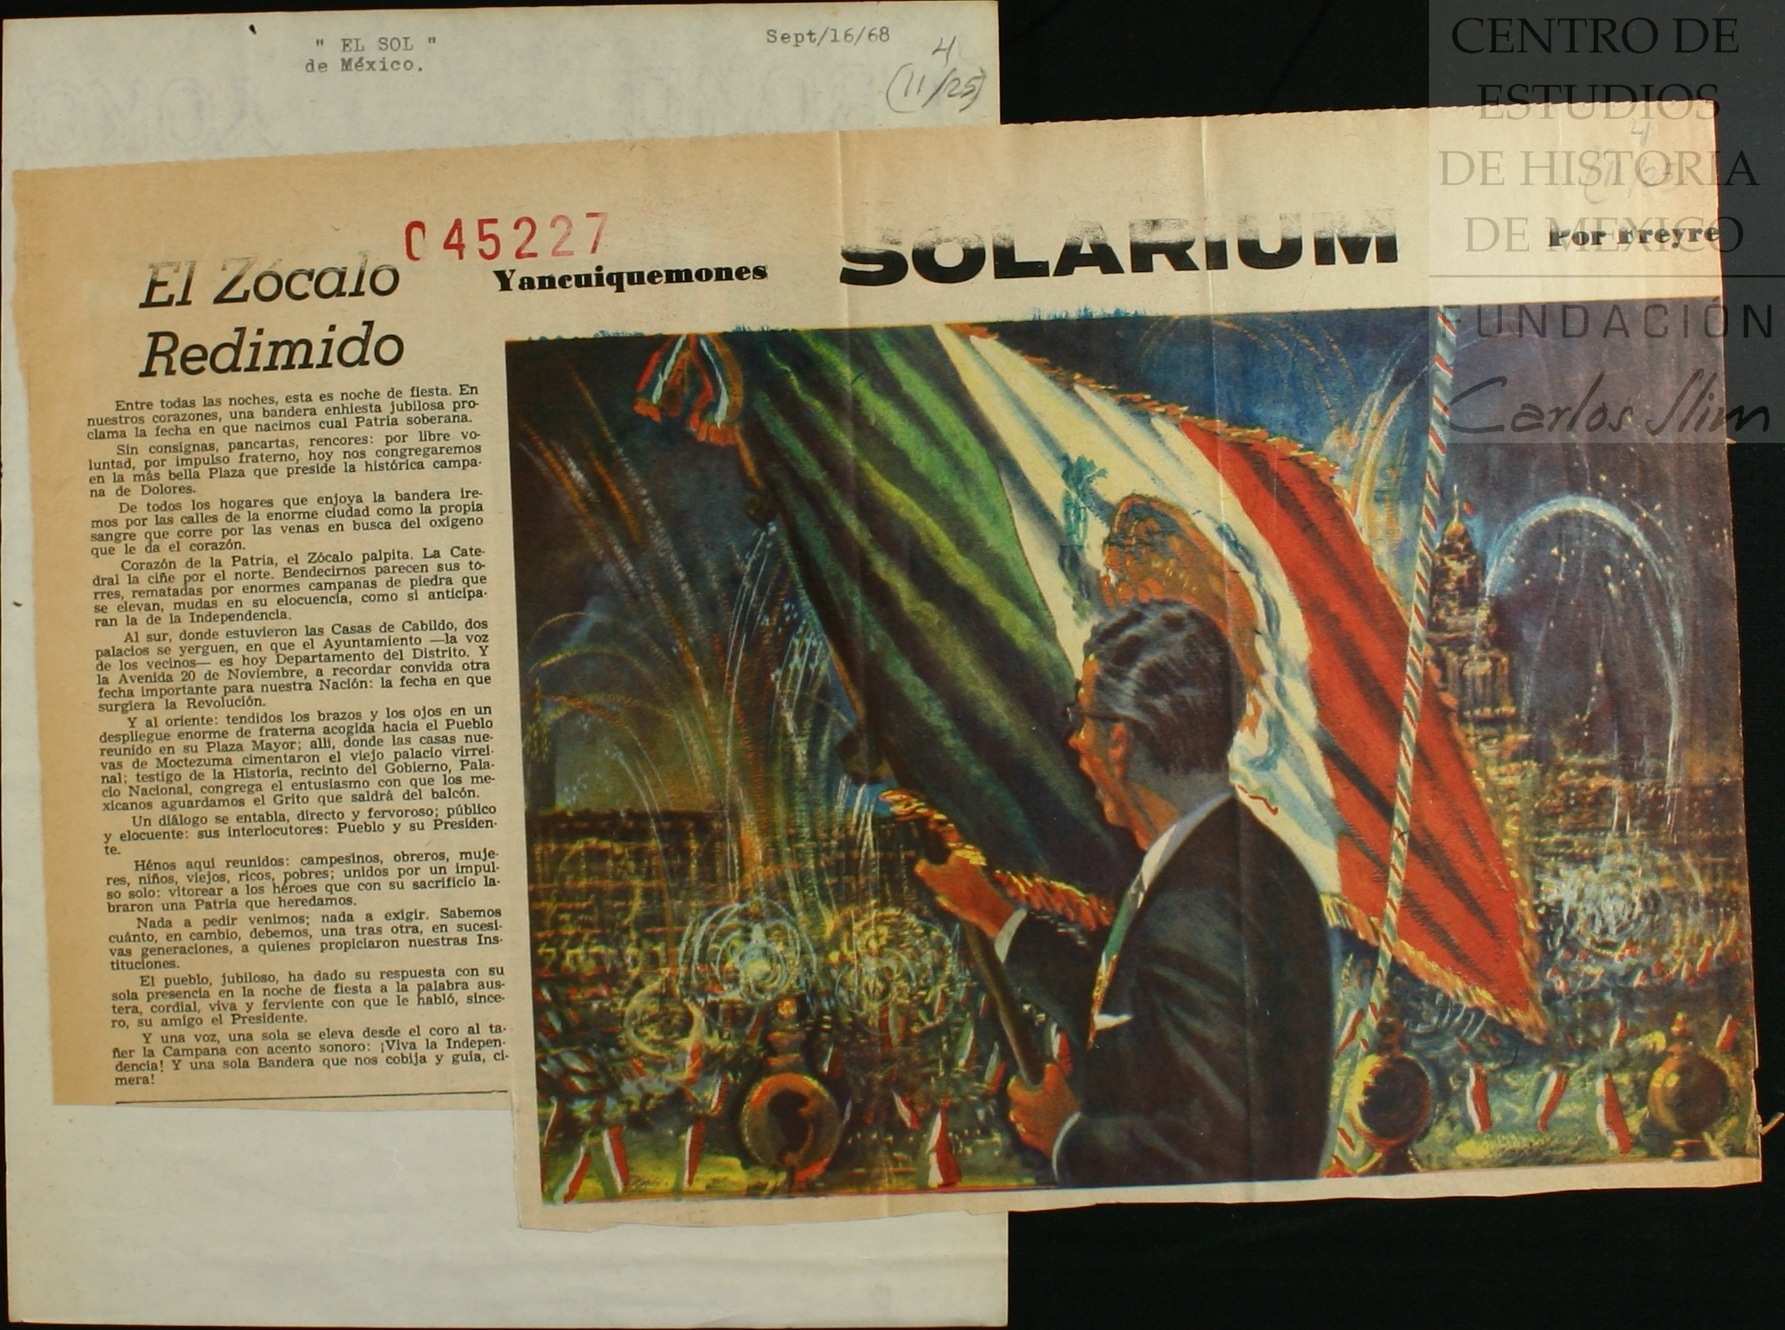 " EL SOL "
de México.
Sept/16/68
4
(11/25)
CENTRO DE
ESTUDIOS
DE HISTORIA
DE MEXICO
FUNDACIÓN
Carlos Slim
045227
El Zócalo
Redimido
Yancuiquemones
SOLARIUM
Por Freyre
Entre todas las noches, esta es noche de fiesta. En
nuestros corazones, una bandera enhiesta jubilosa pro-
clama la fecha en que nacimos cual Patria soberana.
Sin consignas, pancartas, rencores: por libre vo-
luntad, por impulso fraterno, hoy nos congregaremos
en la más bella Plaza que preside la histórica campa-
na de Dolores.
De todos los hogares que enjoya la bandera ire-
mos por las calles de la enorme ciudad como la propia
sangre que corre por las venas en busca del oxígeno
que le da el corazón.
Corazón de la Patria, el Zócalo palpita. La Cate-
dral la ciñe por el norte. Bendecirnos parecen sus to-
rres, rematadas por enormes campanas de piedra que
se elevan, mudas en su elocuencia, como si anticipa-
ran la de la Independencia.
Al sur, donde estuvieron las Casas de Cabildo, dos
palacios se yerguen, en que el Ayuntamiento —la voz
de los vecinos— es hoy Departamento del Distrito. Y
la Avenida 20 de Noviembre, a recordar convida otra
fecha importante para nuestra Nación: la fecha en que
surgiera la Revolución.
Y al oriente: tendidos los brazos y los ojos en un
despliegue enorme de fraterna acogida hacia el Pueblo
reunido en su Plaza Mayor; allí, donde las casas nue-
vas de Moctezuma cimentaron el viejo palacio virrei-
nal; testigo de la Historia, recinto del Gobierno, Pala-
cio Nacional, congrega el entusiasmo con que los me-
xicanos aguardamos el Grito que saldrá del balcón.
Un diálogo se entabla, directo y fervoroso; público
y elocuente: sus interlocutores: Pueblo y su Presiden-
te.
Hénos aquí reunidos: campesinos, obreros, muje-
res, niños, viejos, ricos, pobres; unidos por un impul-
so solo: vitorear a los héroes que con su sacrificio la-
braron una Patria que heredamos.
Nada a pedir venimos; nada a exigir. Sabemos
cuánto, en cambio, debemos, una tras otra, en sucesi-
vas generaciones, a quienes propiciaron nuestras Ins-
tituciones.
El pueblo, jubiloso, ha dado su respuesta con su
sola presencia en la noche de fiesta a la palabra aus-
tera, cordial, viva y ferviente con que le habló, since-
ro, su amigo el Presidente.
Y una voz, una sola se eleva desde el coro al ta-
ñer la Campana con acento sonoro: ¡Viva la Indepen-
dencia! Y una sola Bandera que nos cobija y guía, ci-
mera!